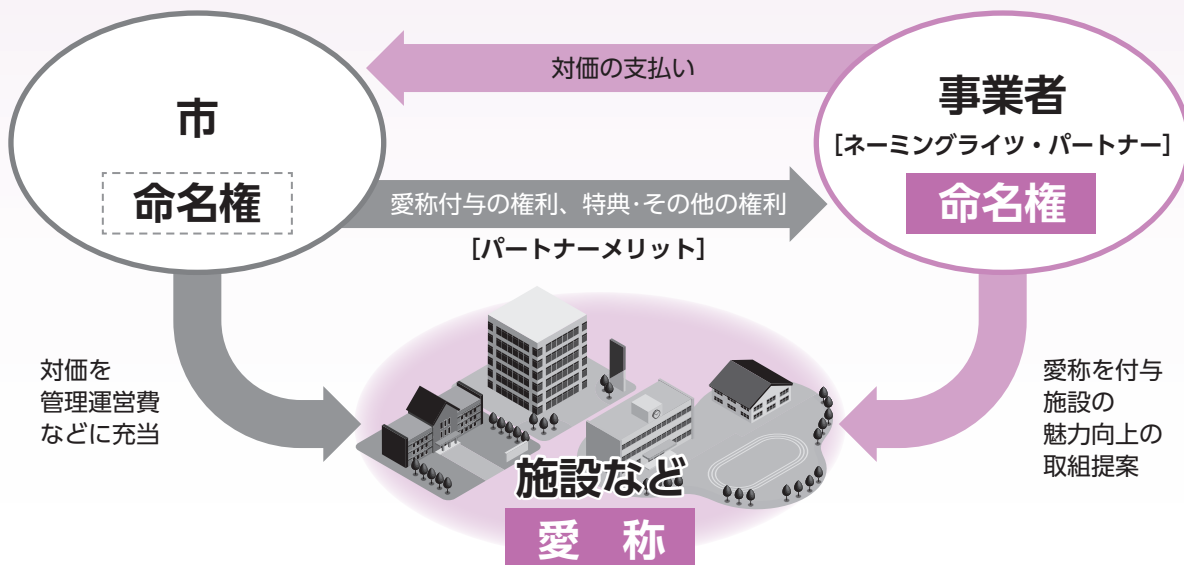 対価の支払い
市
命名権
事業者
[ネーミングライツ・パートナー]
命名権
愛称付与の権利、特典・その他の権利
[パートナーメリット]
対価を
管理運営費
などに充当
愛称を付与
施設の
魅力向上の
取組提案
施設など
愛 称